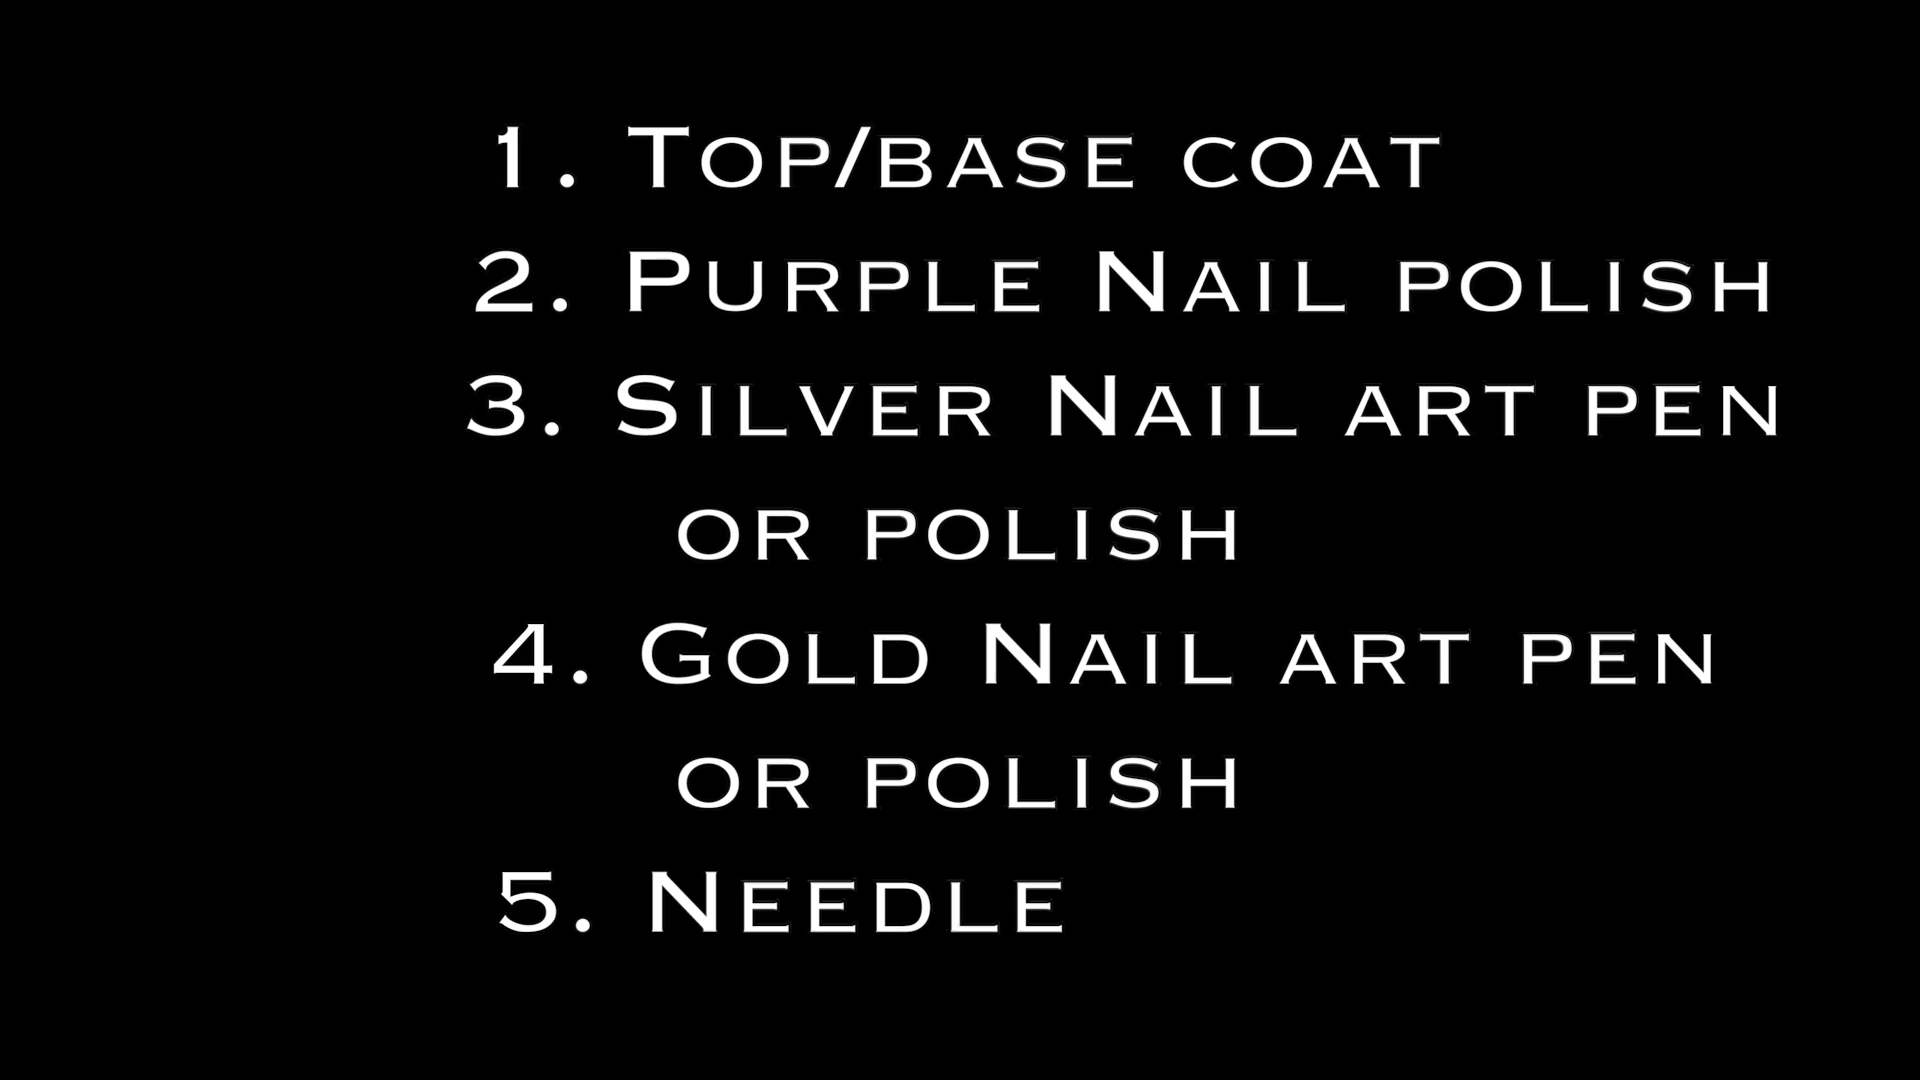 1. Top/base coat
2. Purple Nail polish
3. Silver Nail art pen
or polish
4. Gold Nail art pen
or polish
5. Needle